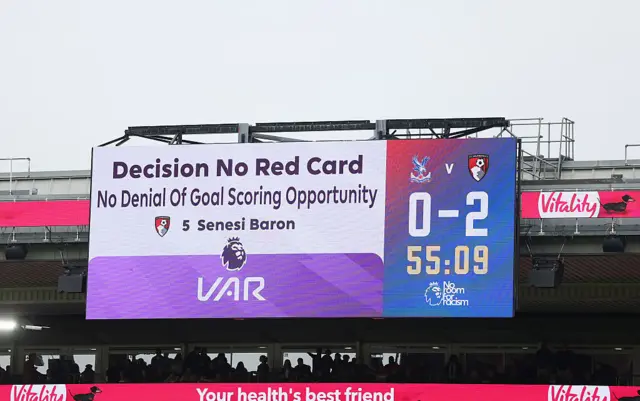 Decision No Red Card
No Denial Of Goal Scoring Opportunity
5 Senesi Baron
VAR
V
0-2
55:09
No
room
for
racism
Vitality
Vitality
Your health's best friend
Vitality